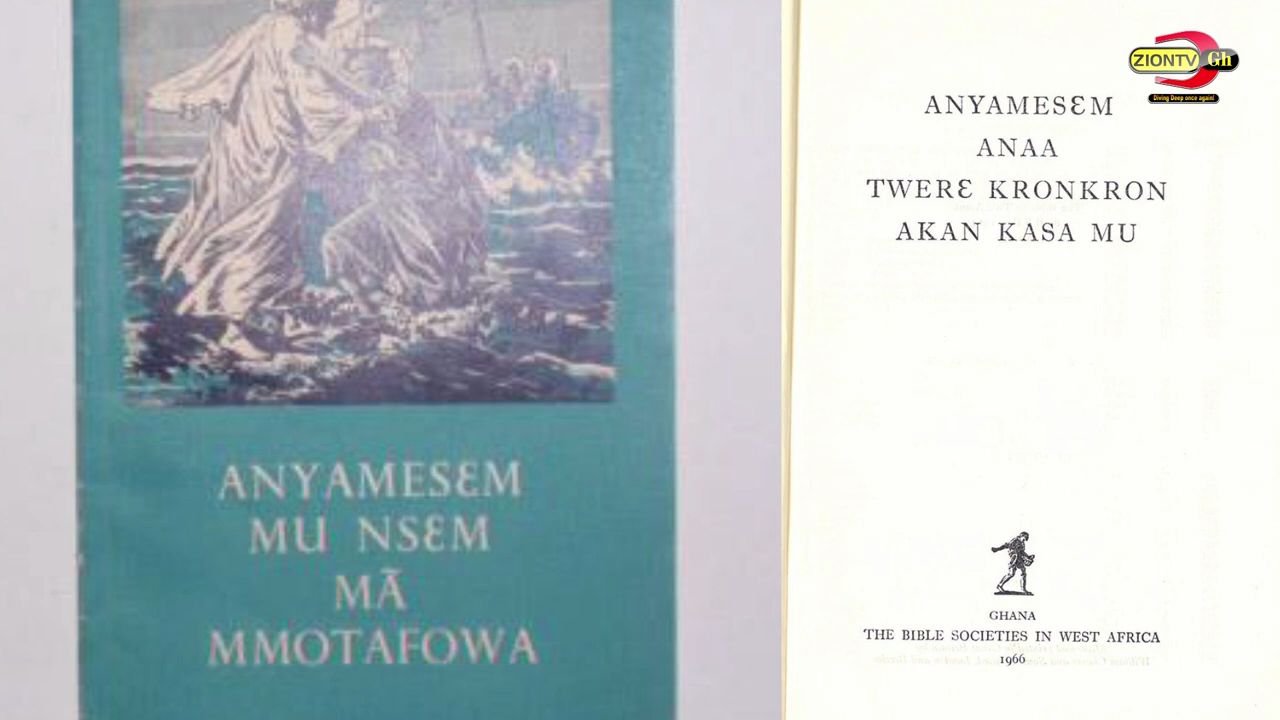 ANYAMESƐM
MU NSƐM
MÃ
MMOTAFOWA
ZIONTV Gh
Diving Deep once again!
ANYAMESƐM
ANAA
TWERƐ KRONKRON
AKAN KASA MU
GHANA
THE BIBLE SOCIETIES IN WEST AFRICA
1966